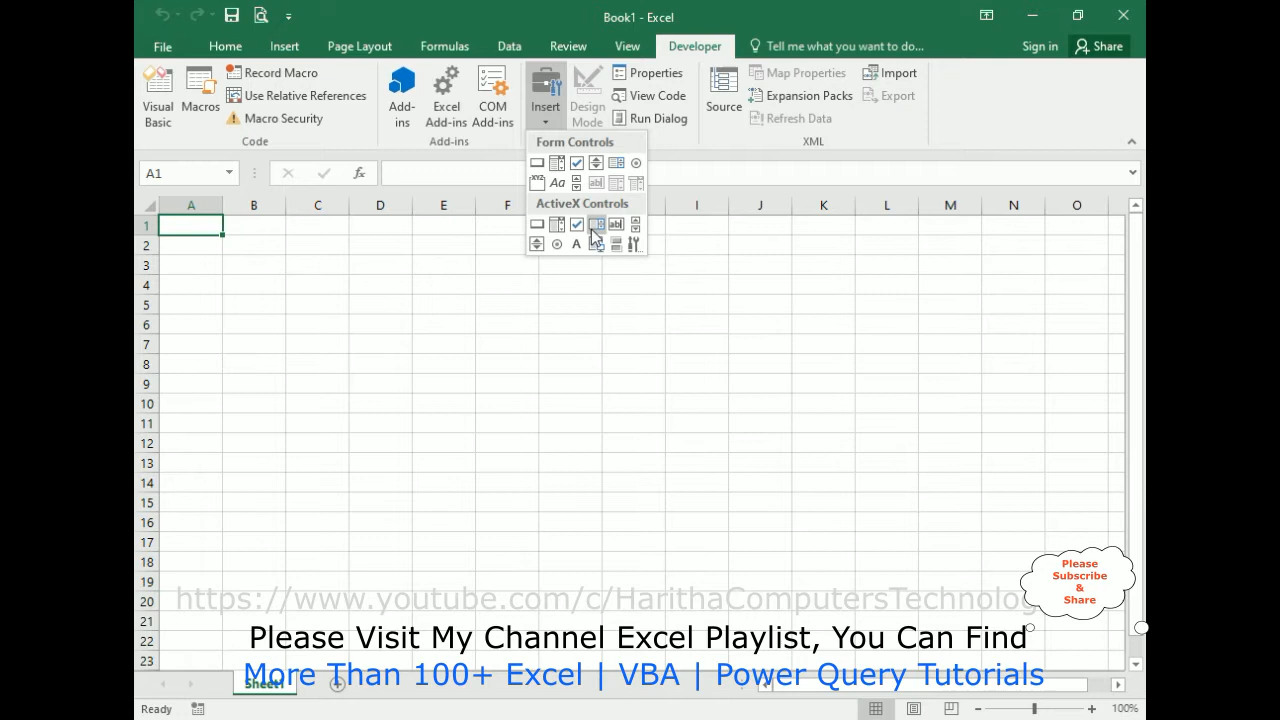 Book1 - Excel
File Home Insert Page Layout Formulas Data Review View Developer Tell me what you want to do... Sign in Share
Visual Basic
Macros
Record Macro
Use Relative References
Macro Security
Code
Add-ins
Excel Add-ins
COM Add-ins
Add-ins
Insert
Design Mode
Properties
View Code
Run Dialog
Source
Map Properties
Expansion Packs
Refresh Data
Import
Export
XML
Form Controls
XYZ Aa ab|
ActiveX Controls
ab|
A
A1
fx
A B C D E F I J K L M N O
1
2
3
4
5
6
7
8
9
10
11
12
13
14
15
16
17
18
19
20
21
22
23
Please
Subscribe
&
Share
https://www.youtube.com/c/HarithaComputersTechnolog
Please Visit My Channel Excel Playlist, You Can Find
More Than 100+ Excel | VBA | Power Query Tutorials
Sheet1
Ready
100%